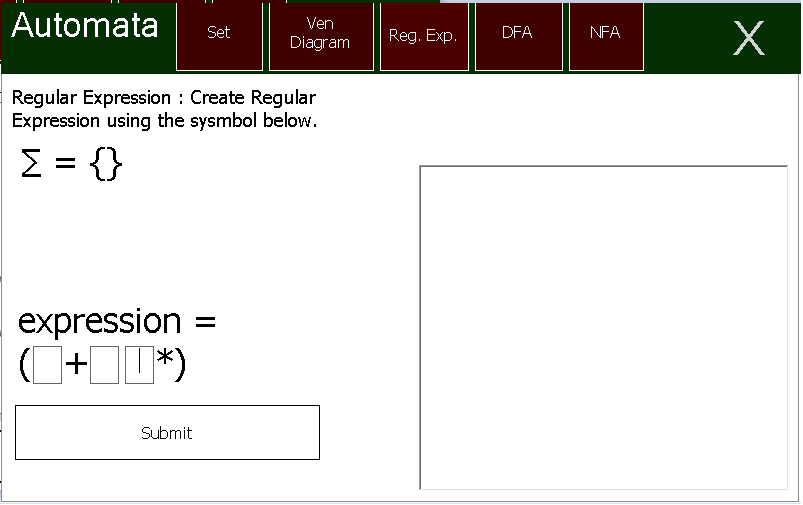 Automata
Set
Ven
Diagram
Reg. Exp.
DFA
NFA
X
Regular Expression : Create Regular
Expression using the sysmbol below.
∑ = {}
expression =
(+*)
Submit